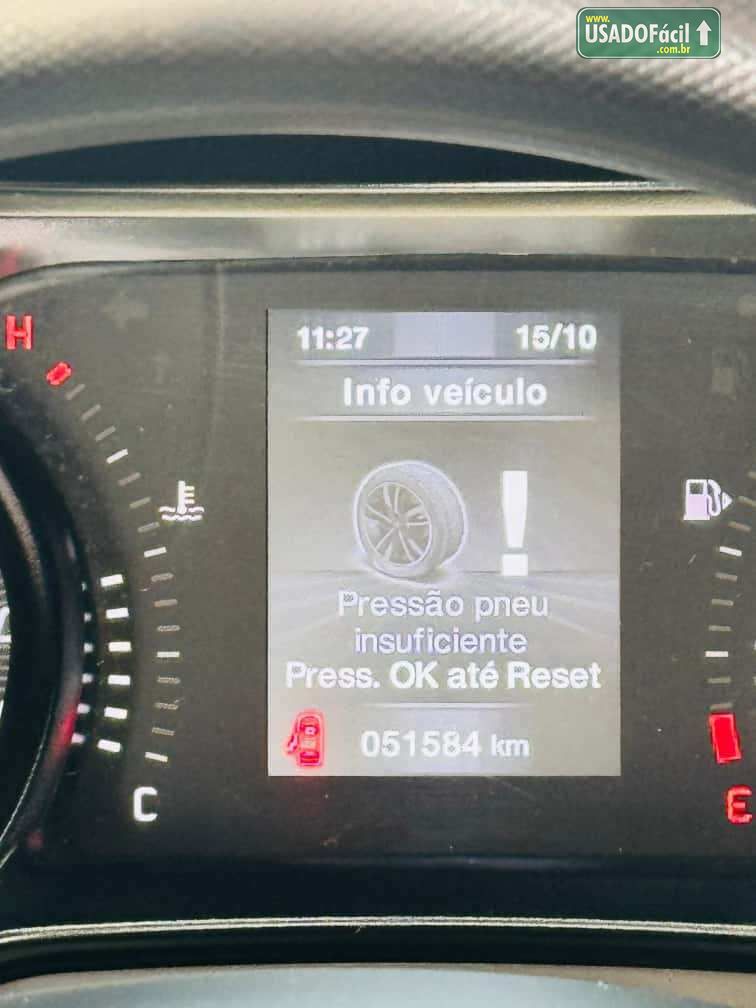 www.
USADOFácil
.com.br
H
11:27 15/10
Info veículo
!
Pressão pneu
insuficiente
Press. OK até Reset
051584 km
C
E